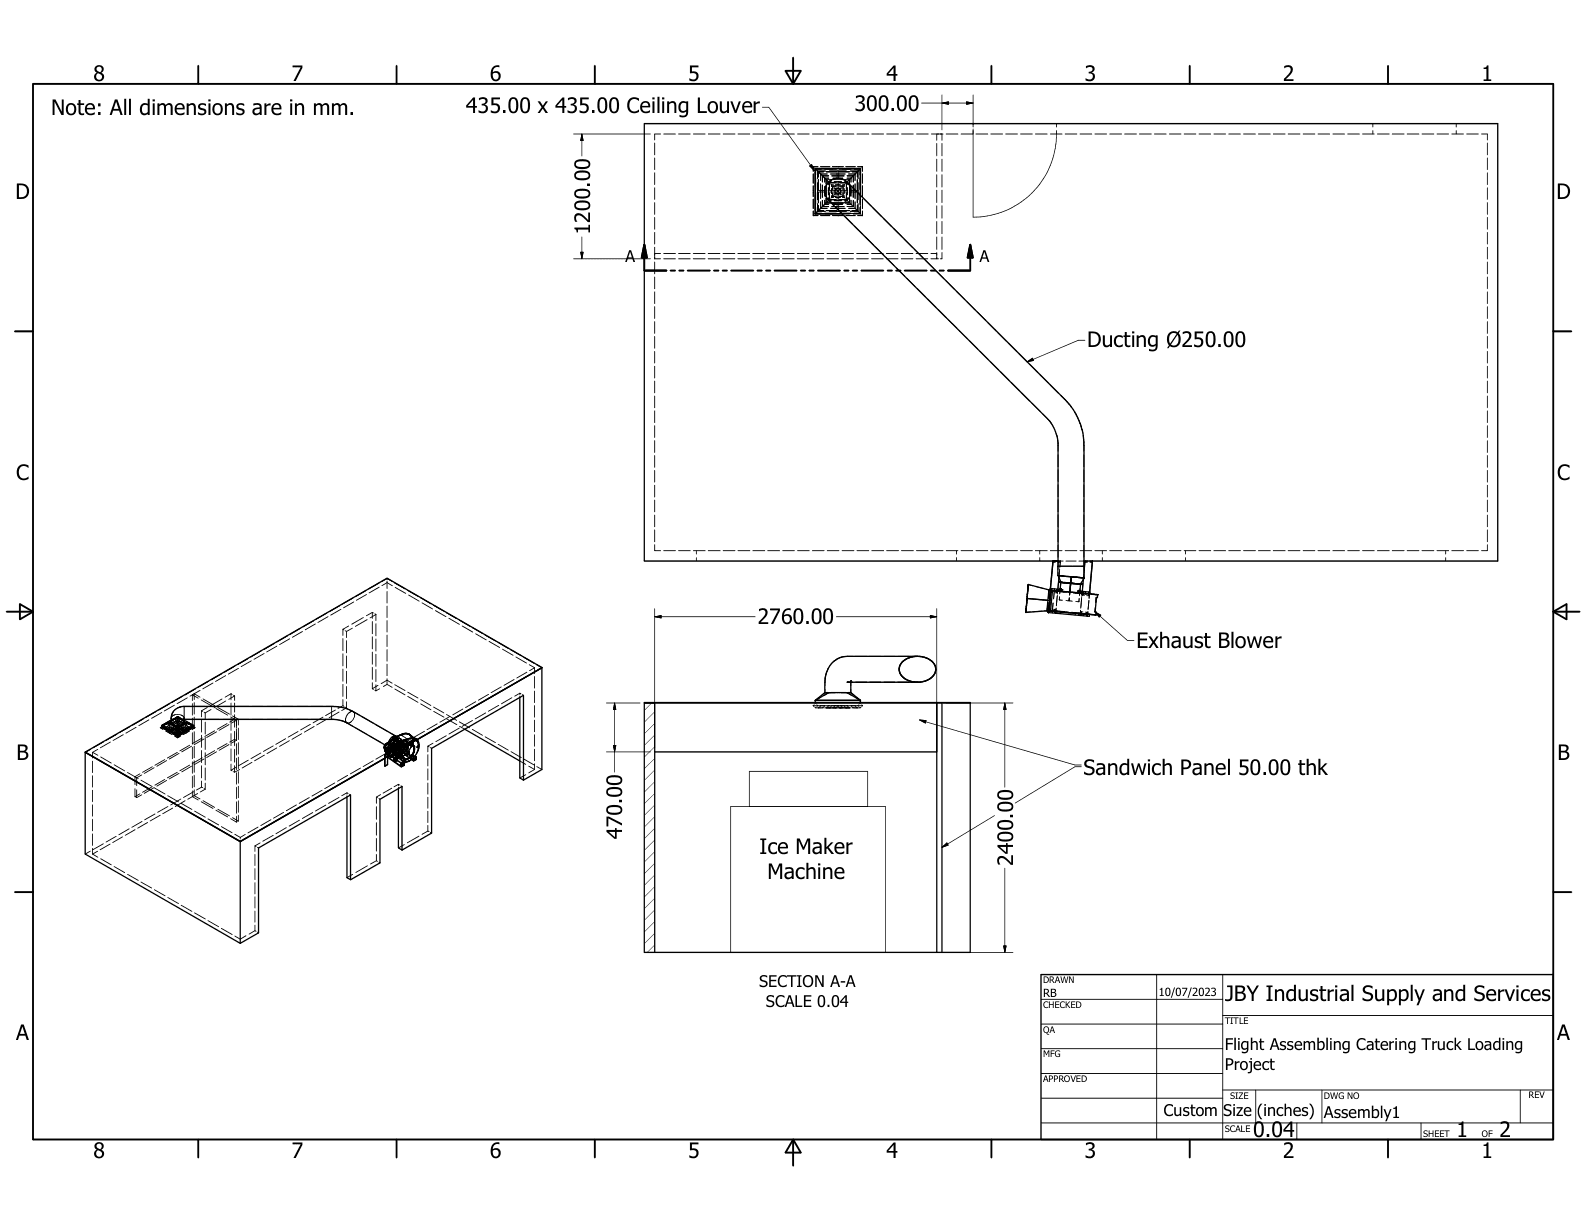 8 7 6 5 4 3 2 1
Note: All dimensions are in mm.
435.00 x 435.00 Ceiling Louver
300.00
D
D
1200.00
A
A
Ducting Ø250.00
C
C
2760.00
Exhaust Blower
B
B
470.00
2400.00
Sandwich Panel 50.00 thk
Ice Maker
Machine
SECTION A-A
SCALE 0.04
A
A
DRAWN
RB
10/07/2023
JBY Industrial Supply and Services
CHECKED
QA
MFG
APPROVED
TITLE
Flight Assembling Catering Truck Loading
Project
SIZE
Custom Size (inches)
DWG NO
Assembly1
REV
SCALE 0.04
SHEET 1 OF 2
8 7 6 5 4 3 2 1